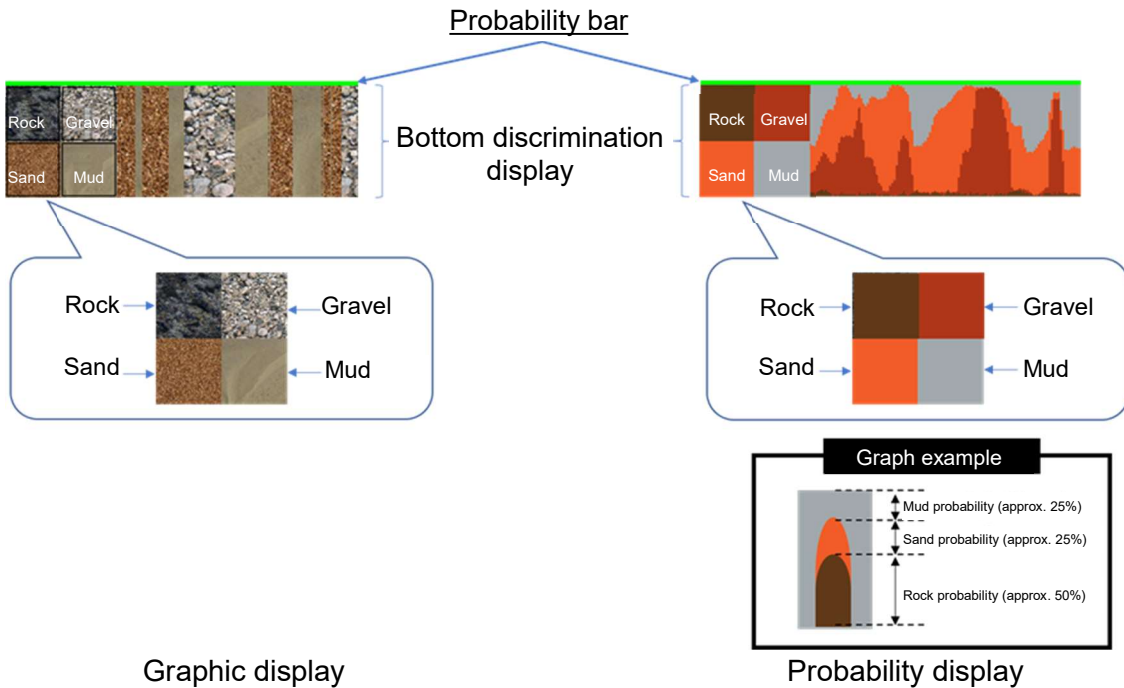 Probability bar
Rock Gravel
Sand Mud
Bottom discrimination
display
Rock Gravel
Sand Mud
Rock
Gravel
Sand
Mud
Rock
Gravel
Sand
Mud
Graph example
Mud probability (approx. 25%)
Sand probability (approx. 25%)
Rock probability (approx. 50%)
Graphic display
Probability display